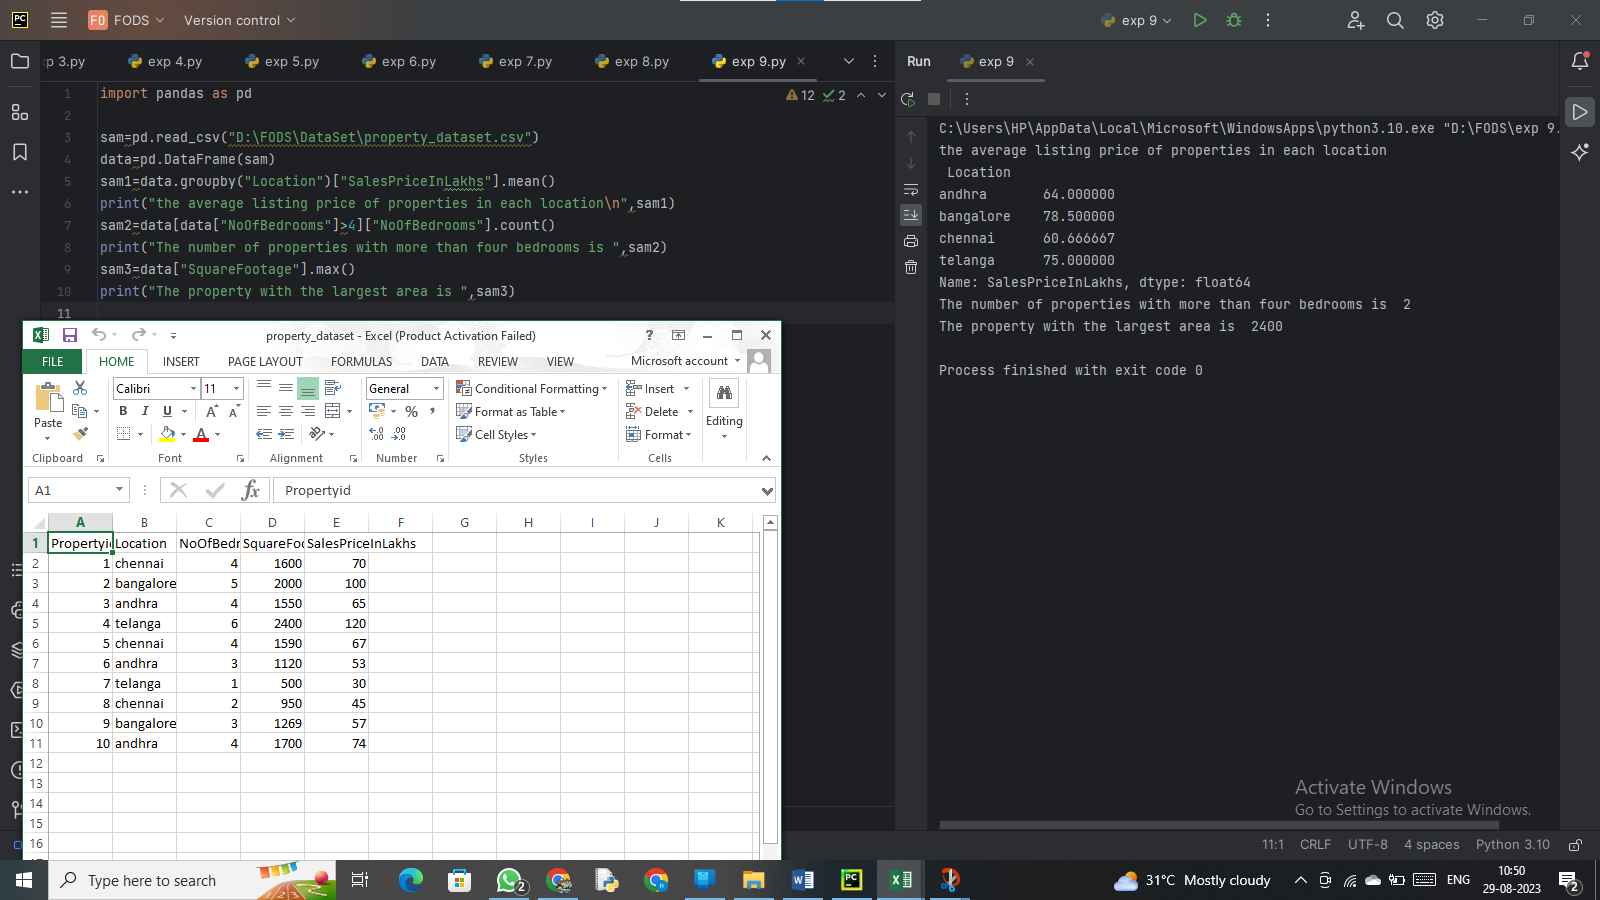 FO FODS Version control exp 9
p 3.py exp 4.py exp 5.py exp 6.py exp 7.py exp 8.py exp 9.py
Run exp 9
12 2
1 import pandas as pd
2
3 sam=pd.read_csv("D:\FODS\DataSet\property_dataset.csv")
4 data=pd.DataFrame(sam)
5 sam1=data.groupby("Location")["SalesPriceInLakhs"].mean()
6 print("the average listing price of properties in each location\n",sam1)
7 sam2=data[data["NoOfBedrooms"]>4]["NoOfBedrooms"].count()
8 print("The number of properties with more than four bedrooms is ",sam2)
9 sam3=data["SquareFootage"].max()
10 print("The property with the largest area is ",sam3)
11
C:\Users\HP\AppData\Local\Microsoft\WindowsApps\python3.10.exe "D:\FODS\exp 9.
the average listing price of properties in each location
Location
andhra 64.000000
bangalore 78.500000
chennai 60.666667
telanga 75.000000
Name: SalesPriceInLakhs, dtype: float64
The number of properties with more than four bedrooms is 2
The property with the largest area is 2400
Process finished with exit code 0
property_dataset - Excel (Product Activation Failed)
FILE HOME INSERT PAGE LAYOUT FORMULAS DATA REVIEW VIEW Microsoft account
Paste Calibri 11 General Conditional Formatting Insert
B I U A A % , Format as Table Delete Editing
A Cell Styles Format
Clipboard Font Alignment Number Styles Cells
A1 fx Propertyid
A B C D E F G H I J K
1 Propertyid Location NoOfBedr SquareFoo SalesPriceInLakhs
2 1 chennai 4 1600 70
3 2 bangalore 5 2000 100
4 3 andhra 4 1550 65
5 4 telanga 6 2400 120
6 5 chennai 4 1590 67
7 6 andhra 3 1120 53
8 7 telanga 1 500 30
9 8 chennai 2 950 45
10 9 bangalore 3 1269 57
11 10 andhra 4 1700 74
12
13
14
15
16
Activate Windows
Go to Settings to activate Windows.
11:1 CRLF UTF-8 4 spaces Python 3.10
Type here to search
31°C Mostly cloudy ENG
10:50
29-08-2023
2